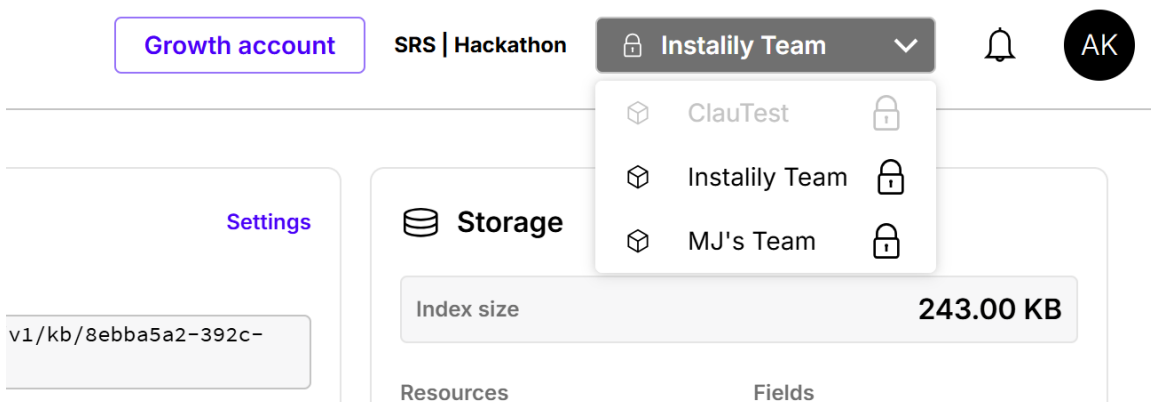 Growth account
SRS | Hackathon
Instalily Team
AK
ClauTest
Instalily Team
MJ's Team
Settings
Storage
Index size
243.00 KB
v1/kb/8ebba5a2-392c-
Resources
Fields